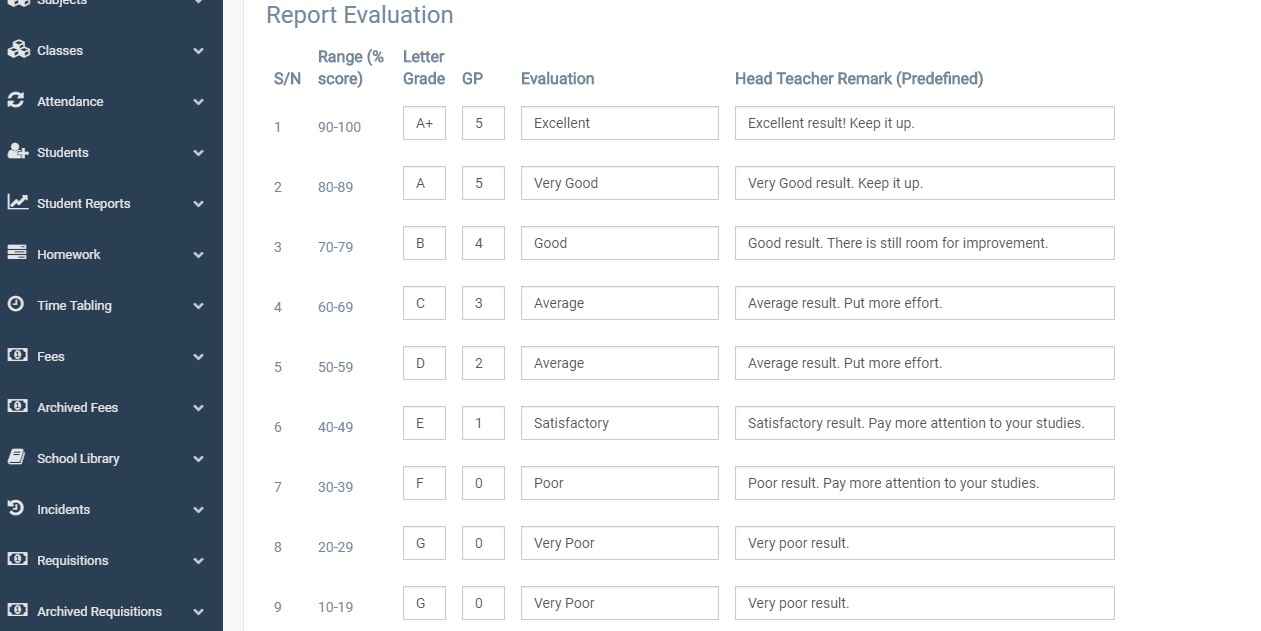 Subjects
Classes
Attendance
Students
Student Reports
Homework
Time Tabling
Fees
Archived Fees
School Library
Incidents
Requisitions
Archived Requisitions
Report Evaluation
S/N Range (% score) Letter Grade GP Evaluation Head Teacher Remark (Predefined)
1 90-100 A+ 5 Excellent Excellent result! Keep it up.
2 80-89 A 5 Very Good Very Good result. Keep it up.
3 70-79 B 4 Good Good result. There is still room for improvement.
4 60-69 C 3 Average Average result. Put more effort.
5 50-59 D 2 Average Average result. Put more effort.
6 40-49 E 1 Satisfactory Satisfactory result. Pay more attention to your studies.
7 30-39 F 0 Poor Poor result. Pay more attention to your studies.
8 20-29 G 0 Very Poor Very poor result.
9 10-19 G 0 Very Poor Very poor result.